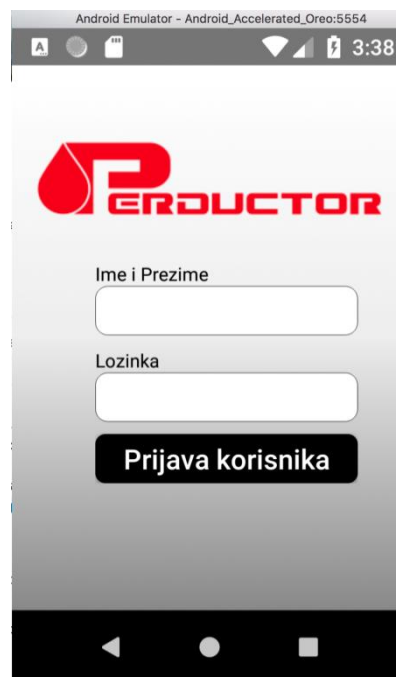 Android Emulator - Android_Accelerated_Oreo:5554
A
3:38
PERDUCTOR
Ime i Prezime
Lozinka
Prijava korisnika